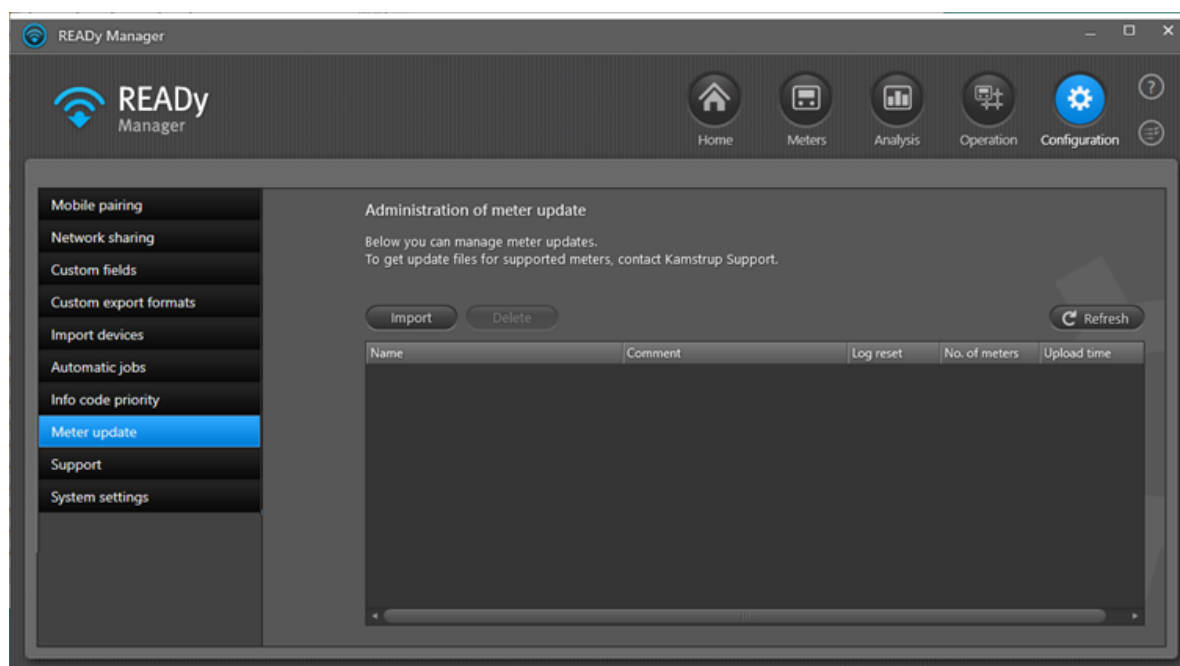 READy Manager
READy
Manager
Home
Meters
Analysis
Operation
Configuration
Mobile pairing
Network sharing
Custom fields
Custom export formats
Import devices
Automatic jobs
Info code priority
Meter update
Support
System settings
Administration of meter update
Below you can manage meter updates.
To get update files for supported meters, contact Kamstrup Support.
Import
Delete
Refresh
Name
Comment
Log reset
No. of meters
Upload time